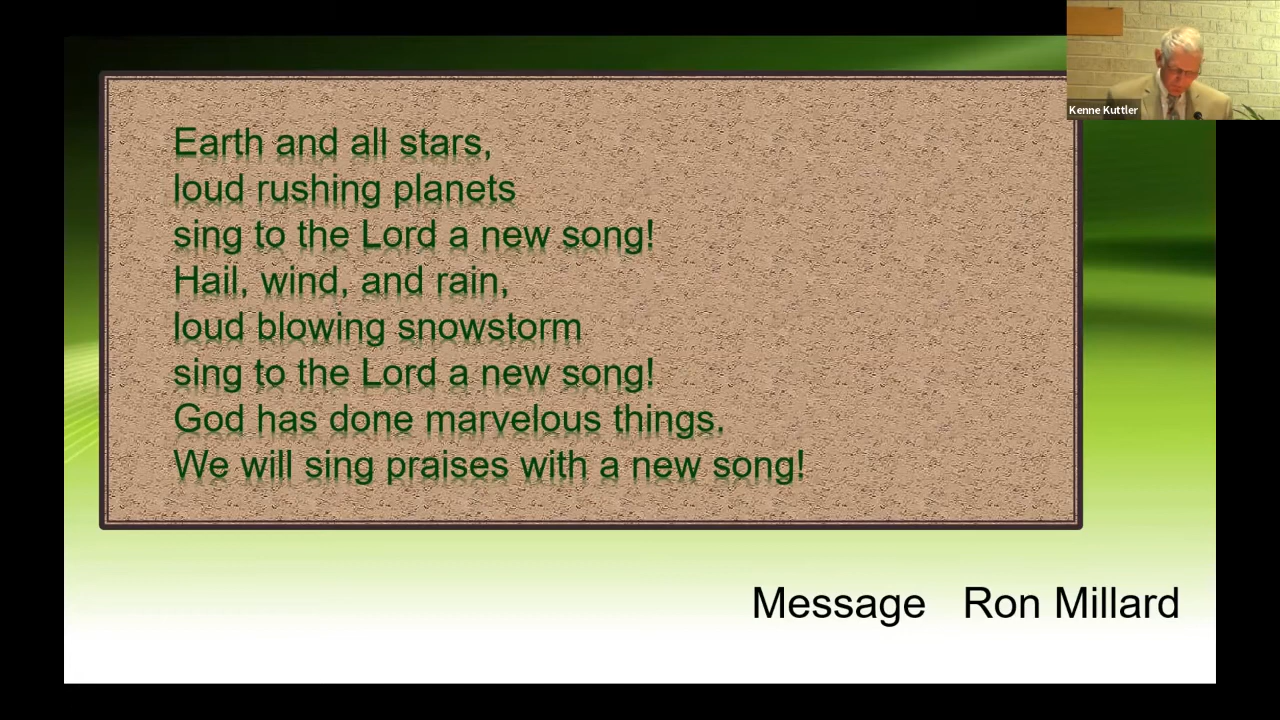 Earth and all stars,
loud rushing planets
sing to the Lord a new song!
Hail, wind, and rain,
loud blowing snowstorm
sing to the Lord a new song!
God has done marvelous things.
We will sing praises with a new song!
Message Ron Millard
Kenne Kuttler